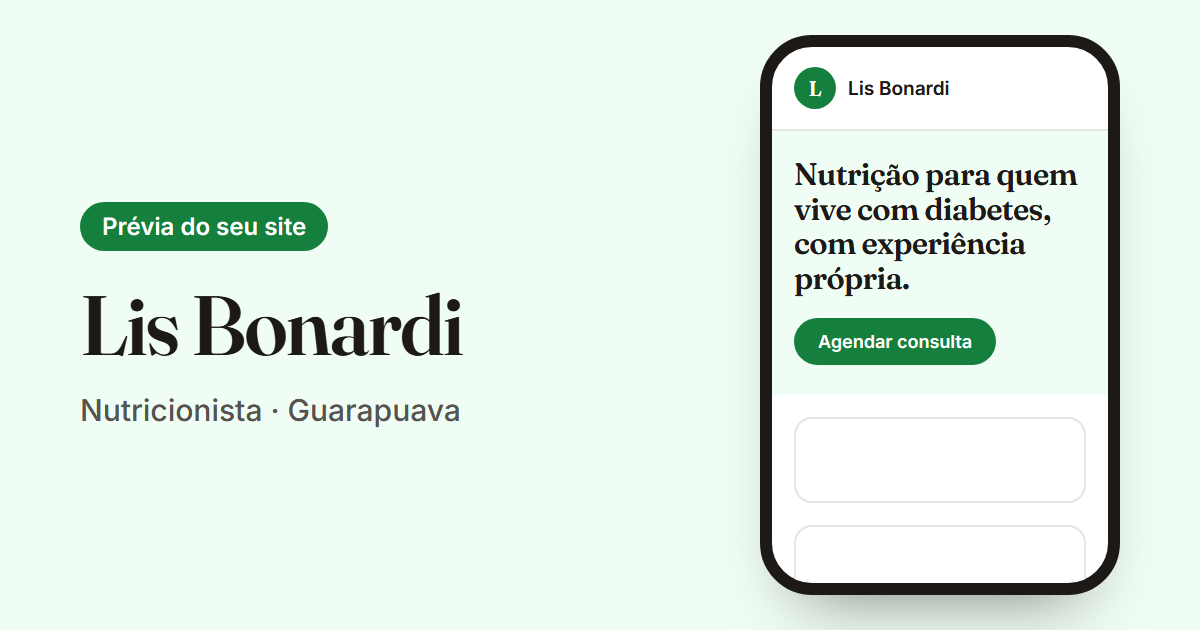 Prévia do seu site
Lis Bonardi
Nutricionista · Guarapuava
L
Lis Bonardi
Nutrição para quem
vive com diabetes,
com experiência
própria.
Agendar consulta